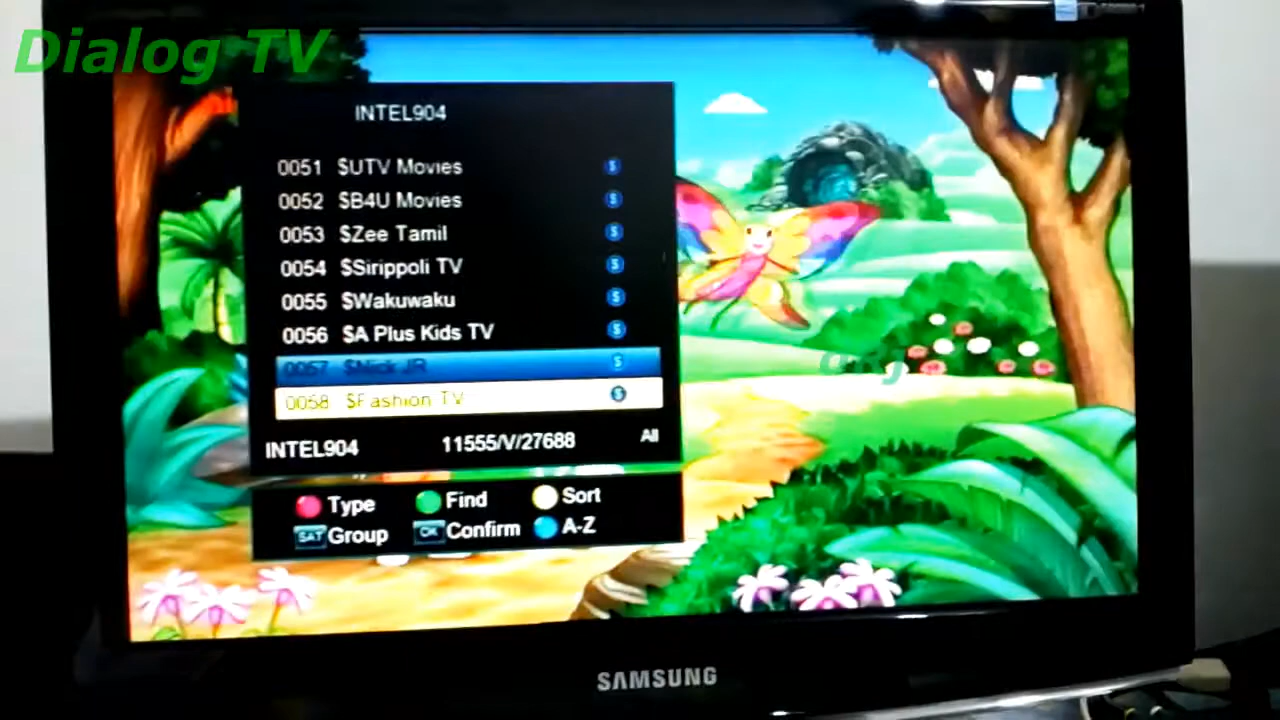 Dialog TV
INTEL904
0051 $UTV Movies S
0052 $B4U Movies S
0053 $Zee Tamil S
0054 $Sirippoli TV S
0055 $Wakuwaku S
0056 $A Plus Kids TV S
0057 $Nick JR S
0058 $Fashion TV S
INTEL904 11555/V/27688 All
Type Find Sort
SAT Group OK Confirm A-Z
SAMSUNG